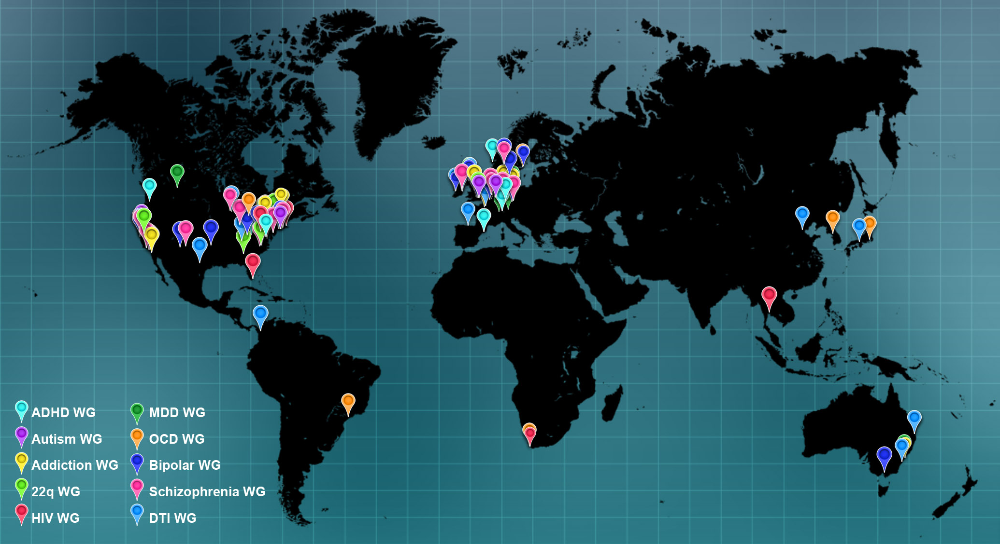 ADHD WG
Autism WG
Addiction WG
22q WG
HIV WG
MDD WG
OCD WG
Bipolar WG
Schizophrenia WG
DTI WG